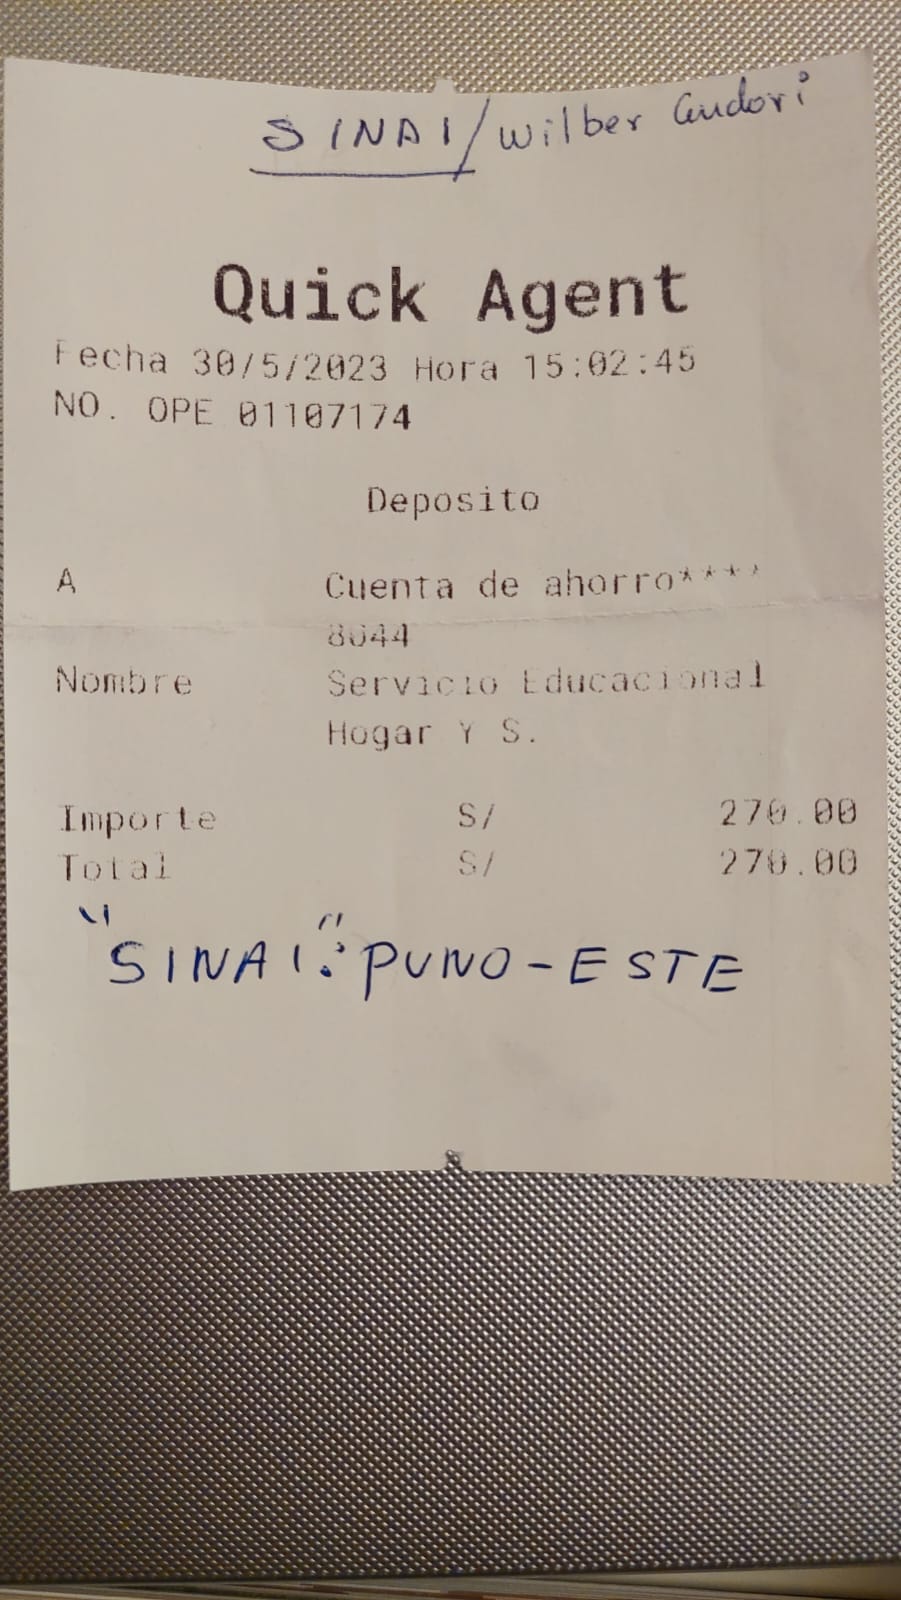 SINAI / Wilber Condori
Quick Agent
Fecha 30/5/2023 Hora 15:02:45
NO. OPE 01107174
Deposito
A Cuenta de ahorro****
8044
Nombre Servicio Educacional
Hogar Y S.
Importe S/ 270.00
Total S/ 270.00
"SINAI": PUNO-ESTE